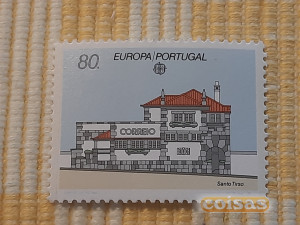 80.
EUROPA/PORTUGAL
CORREIO
Santo Tirso
coisas